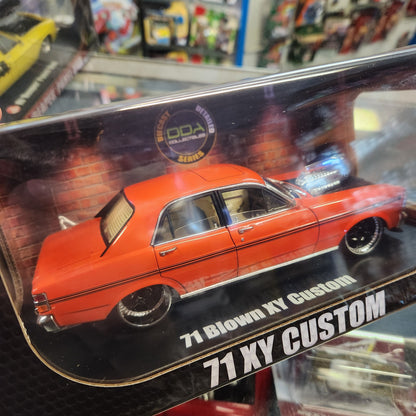 DIECAST DETAILED
DDA
COLLECTIBLES
SERIES
71 Blown XY Custom
71 XY CUSTOM